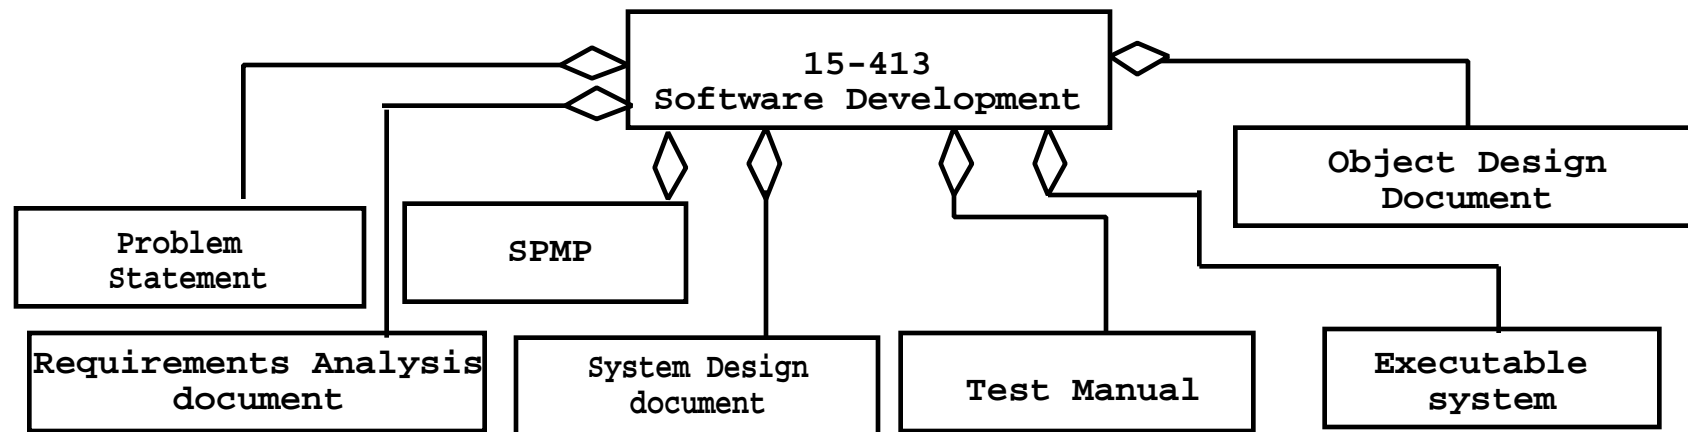 15-413
Software Development
Object Design
Document
Problem
Statement
SPMP
Requirements Analysis
document
System Design
document
Test Manual
Executable
system